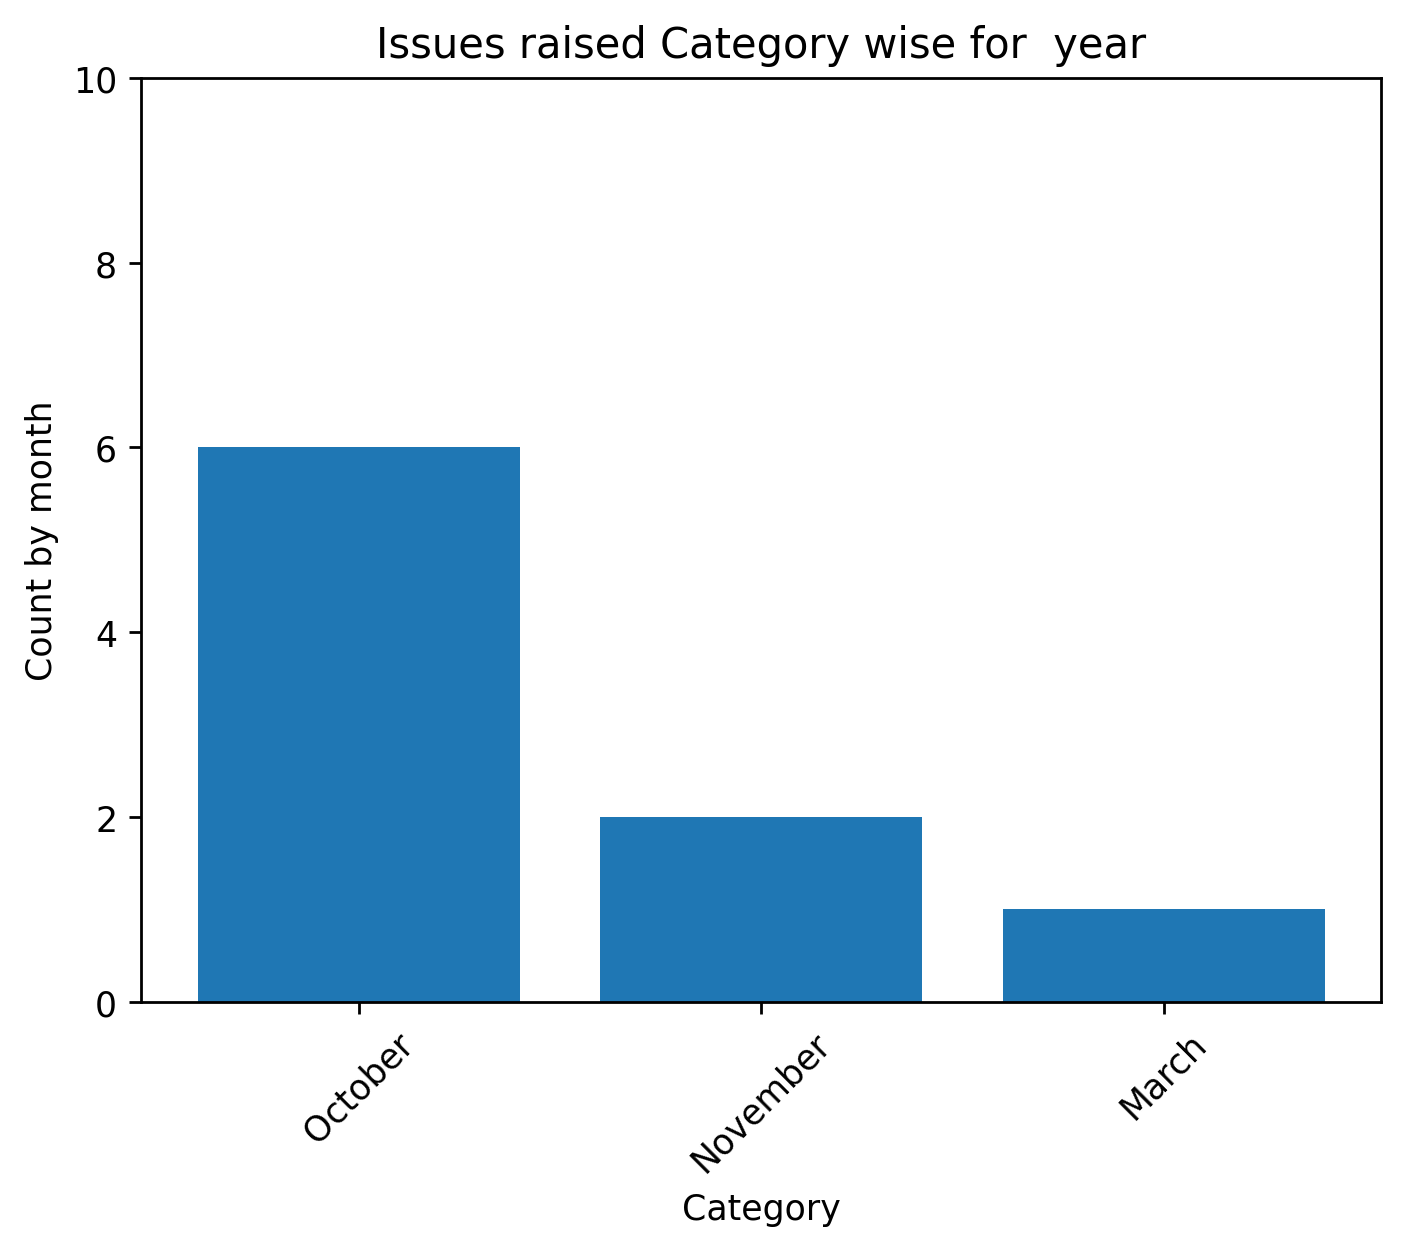 Issues raised Category wise for  year
10
8
6
4
2
0
Count by month
October
November
March
Category